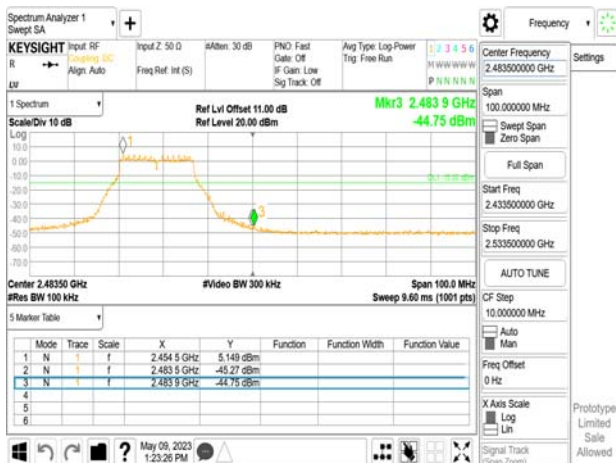 Spectrum Analyzer 1
Swept SA
Frequency
KEYSIGHT
Input: RF
Coupling: DC
Align: Auto
Input Z: 50 Ω
Freq Ref: Int (S)
#Atten: 30 dB
PNO: Fast
Gate: Off
IF Gain: Low
Sig Track: Off
Avg Type: Log-Power
Trig: Free Run
1 2 3 4 5 6
M W W W W W
P N N N N N
R
LVI
Center Frequency
2.483500000 GHz
Settings
Span
100.000000 MHz
Swept Span
Zero Span
Full Span
Start Freq
2.433500000 GHz
Stop Freq
2.533500000 GHz
AUTO TUNE
CF Step
10.000000 MHz
Auto
Man
Freq Offset
0 Hz
X Axis Scale
Log
Lin
Signal Track
(Span Zoom)
Prototype
Limited
Sale
Allowed
1 Spectrum
Scale/Div 10 dB
Ref Lvl Offset 11.00 dB
Ref Level 20.00 dBm
Mkr3 2.483 9 GHz
-44.75 dBm
Log
10.0
0.00
-10.0
-20.0
-30.0
-40.0
-50.0
-60.0
-70.0
1
3
Center 2.48350 GHz
#Res BW 100 kHz
#Video BW 300 kHz
Span 100.0 MHz
Sweep 9.60 ms (1001 pts)
5 Marker Table
Mode Trace Scale X Y Function Function Width Function Value
1 N 1 f 2.454 5 GHz 5.149 dBm
2 N 1 f 2.483 5 GHz -45.27 dBm
3 N 1 f 2.483 9 GHz -44.75 dBm
4
5
6
?
May 09, 2023
1:23:26 PM